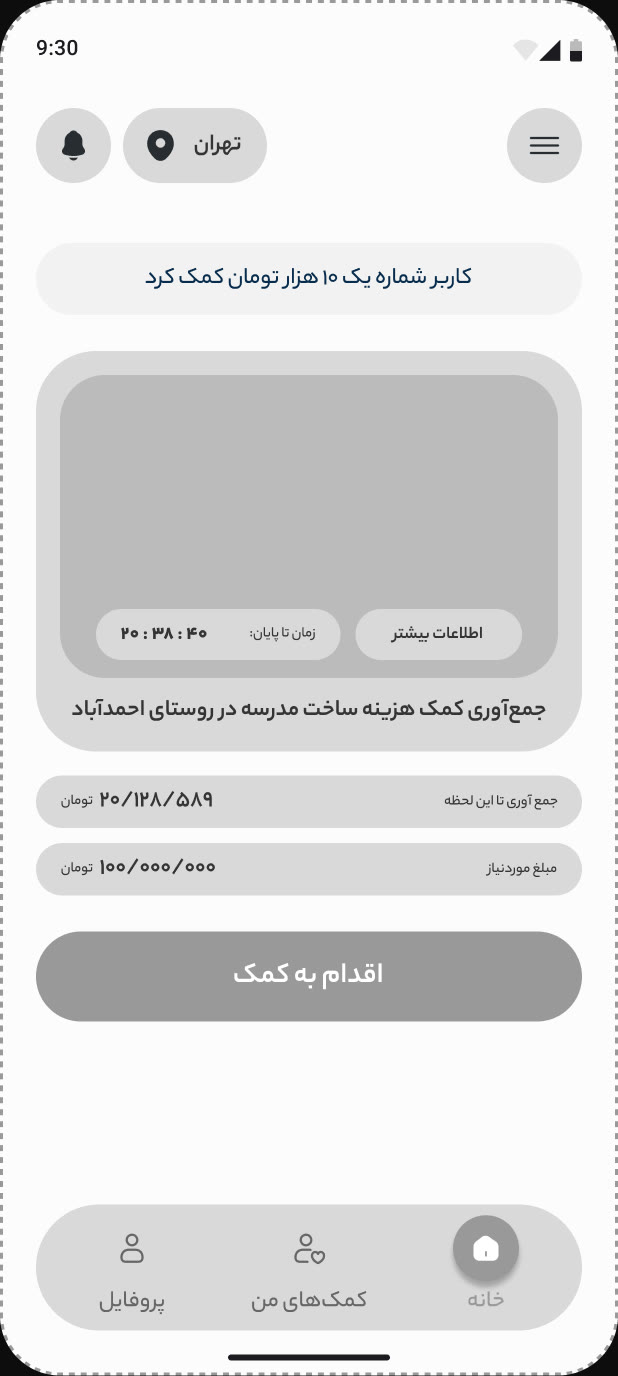 9:30
تهران
کاربر شماره یک ۱۰ هزار تومان کمک کرد
اطلاعات بیشتر
زمان تا پایان: ۲۰ : ۳۸ : ۴۰
جمع‌آوری کمک هزینه ساخت مدرسه در روستای احمدآباد
جمع آوری تا این لحظه ۲۰/۱۲۸/۵۸۹ تومان
مبلغ موردنیاز ۱۰۰/۰۰۰/۰۰۰ تومان
اقدام به کمک
خانه کمک‌های من پروفایل